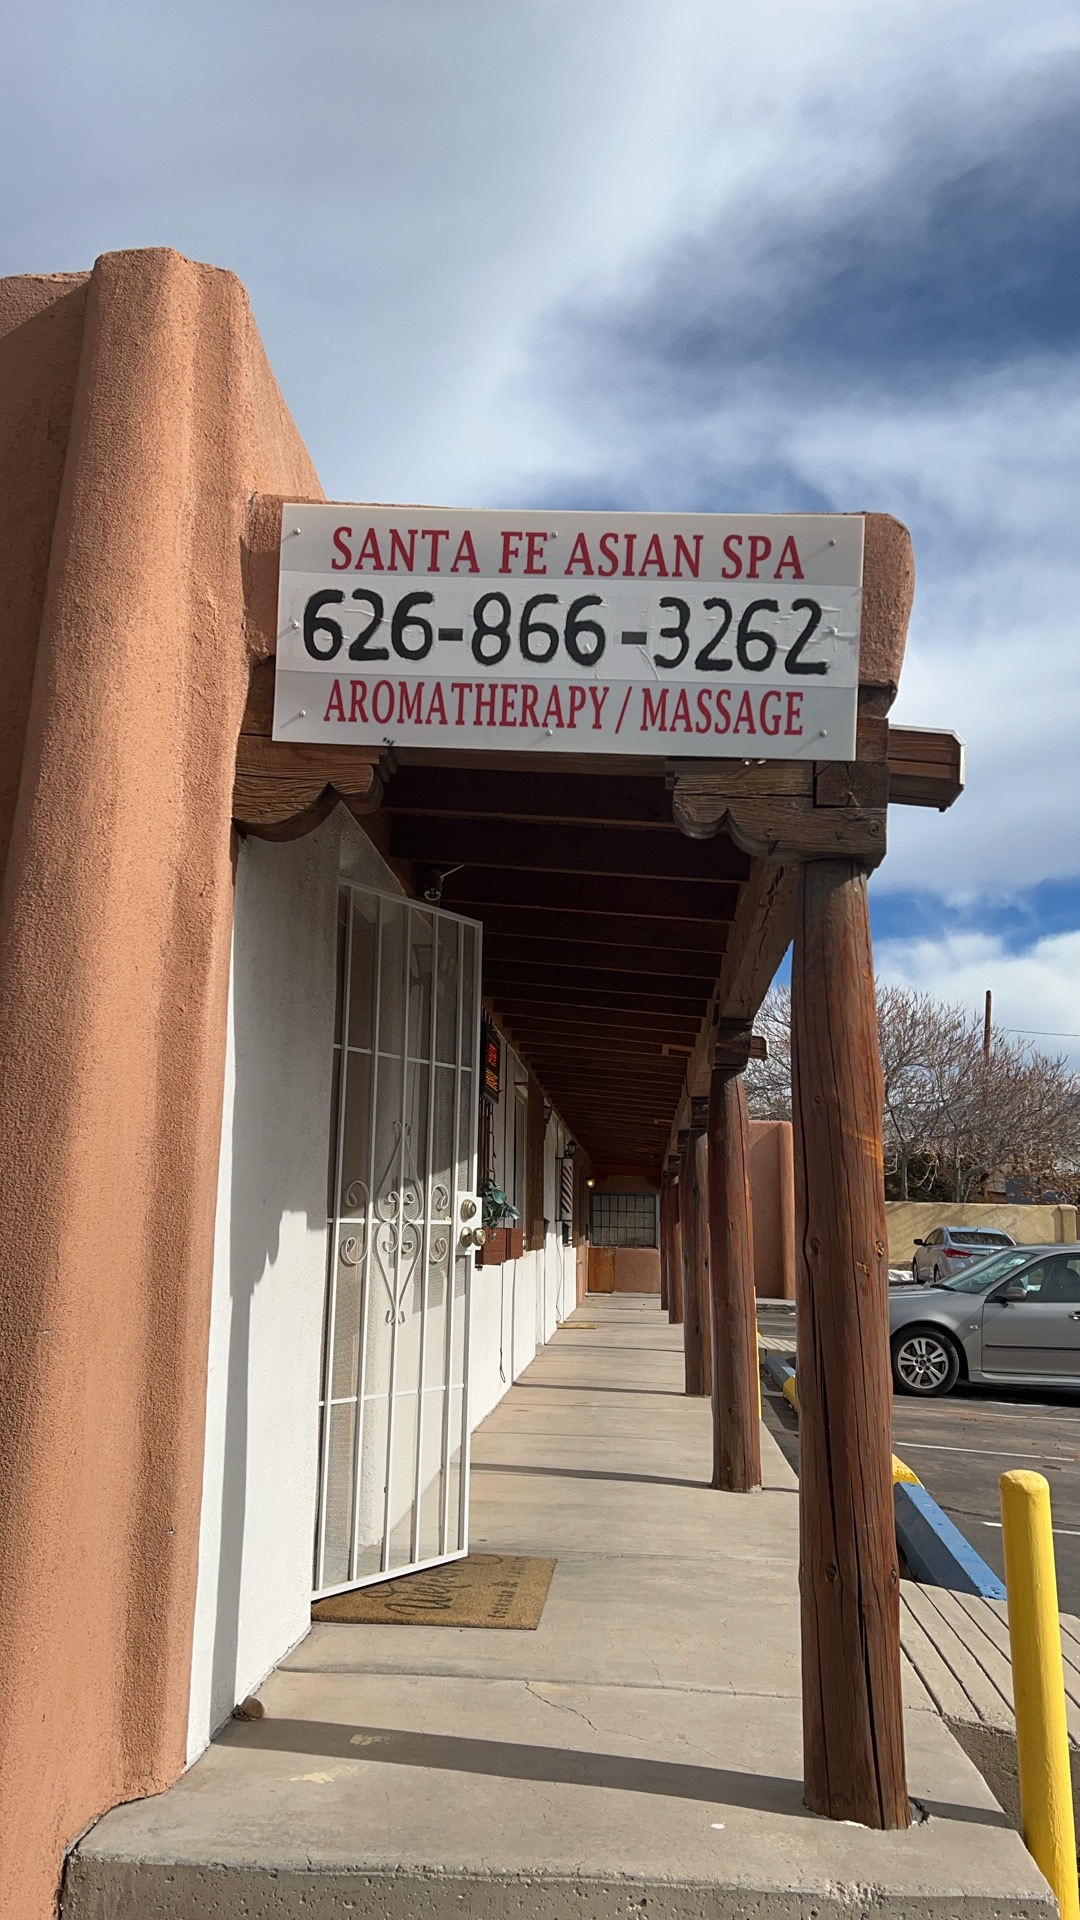 SANTA FE ASIAN SPA
626-866-3262
AROMATHERAPY / MASSAGE